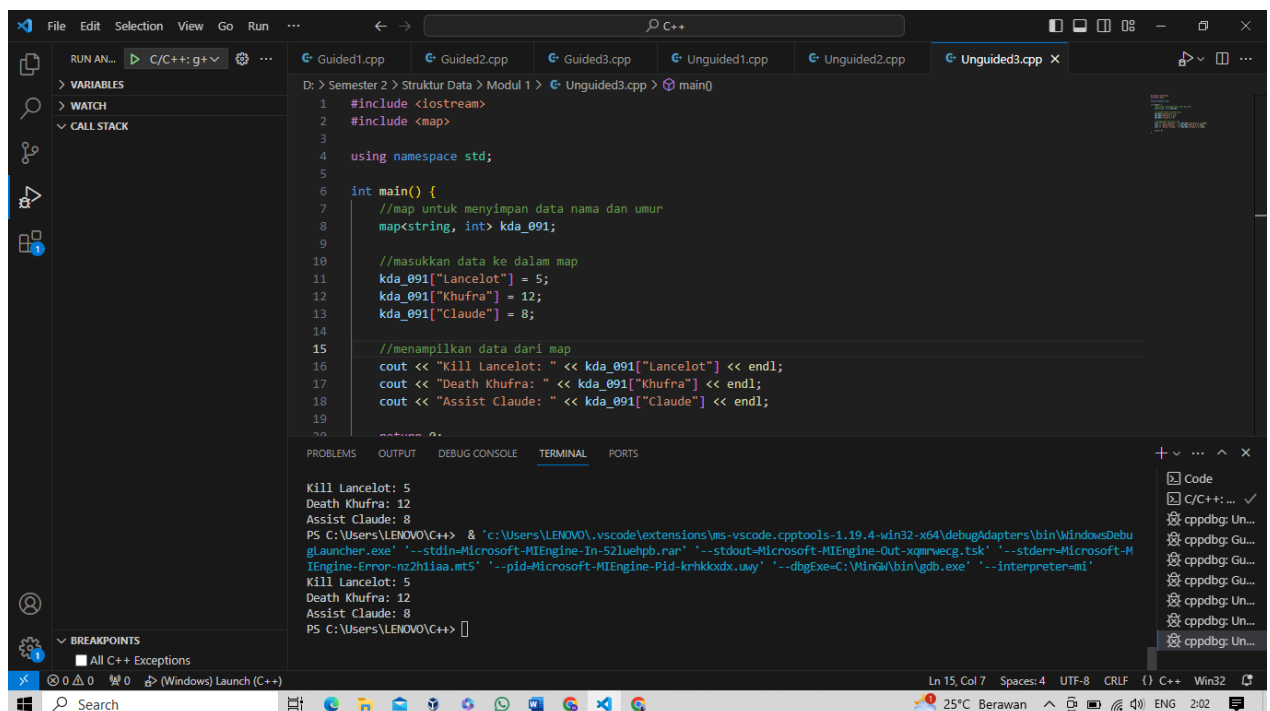 File Edit Selection View Go Run ··· C++
RUN AN... C/C++: g+ ···
VARIABLES
WATCH
CALL STACK
BREAKPOINTS
All C++ Exceptions
Guided1.cpp Guided2.cpp Guided3.cpp Unguided1.cpp Unguided2.cpp Unguided3.cpp
D: > Semester 2 > Struktur Data > Modul 1 > Unguided3.cpp > main()
1 #include <iostream>
2 #include <map>
3
4 using namespace std;
5
6 int main() {
7 //map untuk menyimpan data nama dan umur
8 map<string, int> kda_091;
9
10 //masukkan data ke dalam map
11 kda_091["Lancelot"] = 5;
12 kda_091["Khufra"] = 12;
13 kda_091["Claude"] = 8;
14
15 //menampilkan data dari map
16 cout << "Kill Lancelot: " << kda_091["Lancelot"] << endl;
17 cout << "Death Khufra: " << kda_091["Khufra"] << endl;
18 cout << "Assist Claude: " << kda_091["Claude"] << endl;
19
20 return 0;
PROBLEMS OUTPUT DEBUG CONSOLE TERMINAL PORTS
Kill Lancelot: 5
Death Khufra: 12
Assist Claude: 8
PS C:\Users\LENOVO\C++> & 'c:\Users\LENOVO\.vscode\extensions\ms-vscode.cpptools-1.19.4-win32-x64\debugAdapters\bin\WindowsDebu
gLauncher.exe' '--stdin=Microsoft-MIEngine-In-52luehpb.rar' '--stdout=Microsoft-MIEngine-Out-xqmrwecg.tsk' '--stderr=Microsoft-M
IEngine-Error-nz2h1iaa.mt5' '--pid=Microsoft-MIEngine-Pid-krhkkxdx.uwy' '--dbgExe=C:\MinGW\bin\gdb.exe' '--interpreter=mi'
Kill Lancelot: 5
Death Khufra: 12
Assist Claude: 8
PS C:\Users\LENOVO\C++>
Code
C/C++: ...
cppdbg: Un...
cppdbg: Gu...
cppdbg: Gu...
cppdbg: Gu...
cppdbg: Un...
cppdbg: Un...
cppdbg: Un...
0 0 0 (Windows) Launch (C++) Ln 15, Col 7 Spaces: 4 UTF-8 CRLF {} C++ Win32
Search 25°C Berawan ENG 2:02